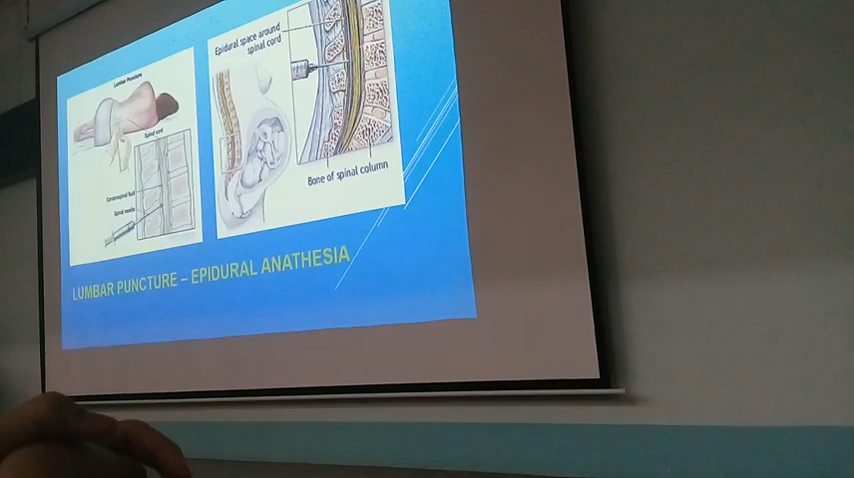 Lumbar Puncture
Spinal cord
Cerebrospinal fluid
Spinal needle
Epidural space around
spinal cord
Bone of spinal column
LUMBAR PUNCTURE – EPIDURAL ANATHESIA